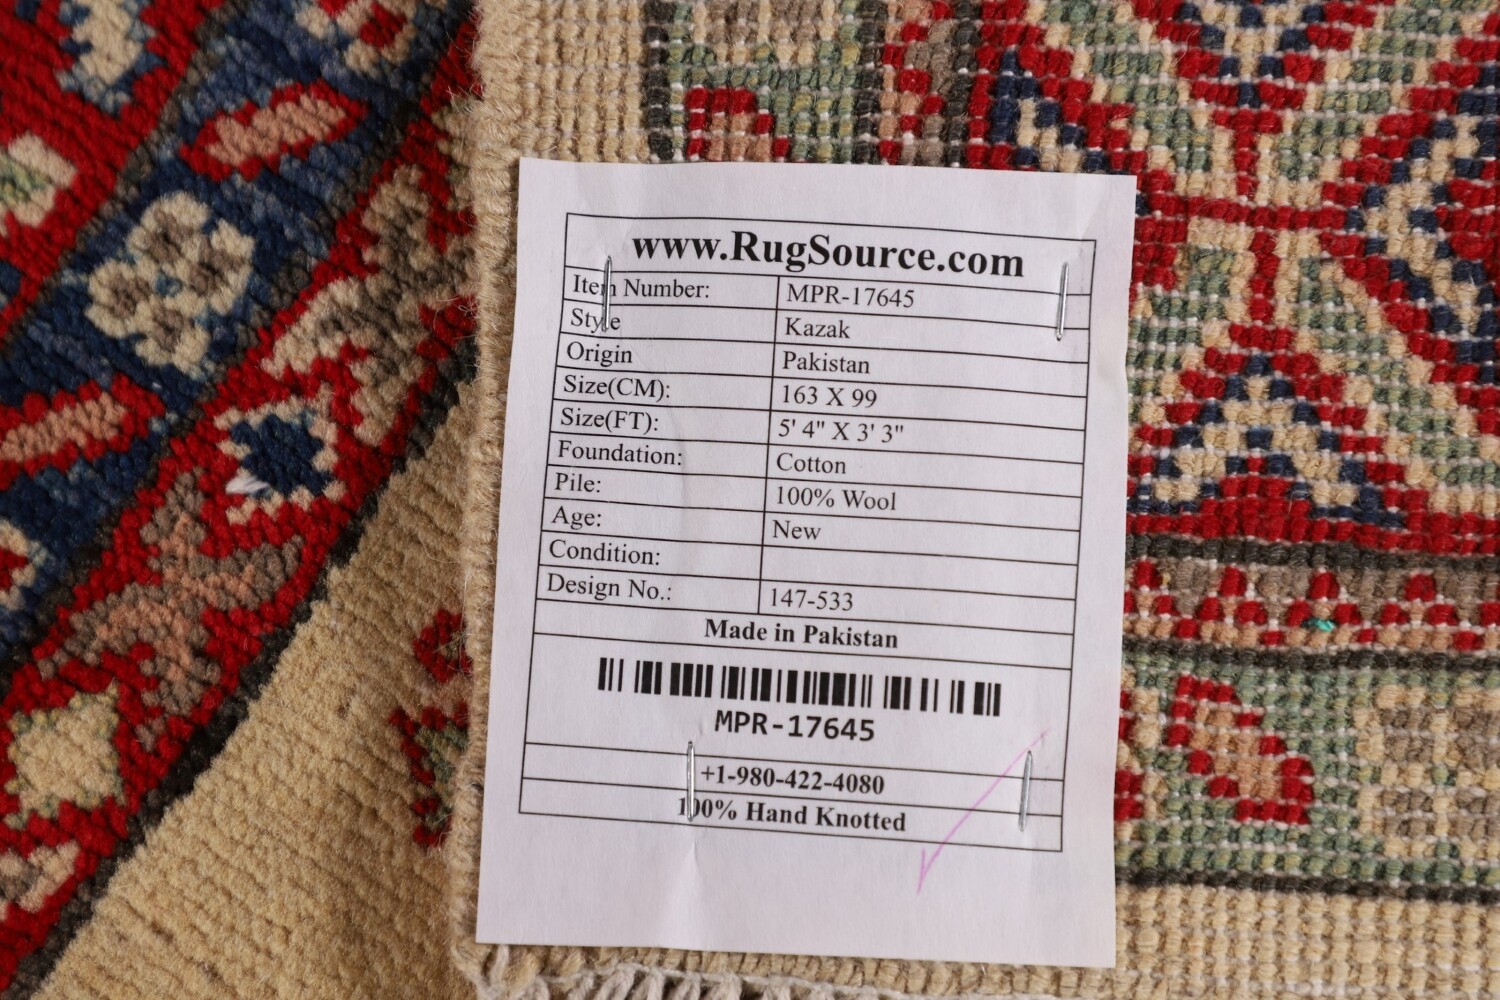 www.RugSource.com
Item Number: MPR-17645
Style Kazak
Origin Pakistan
Size(CM): 163 X 99
Size(FT): 5' 4" X 3' 3"
Foundation: Cotton
Pile: 100% Wool
Age: New
Condition:
Design No.: 147-533
Made in Pakistan
MPR-17645
+1-980-422-4080
100% Hand Knotted